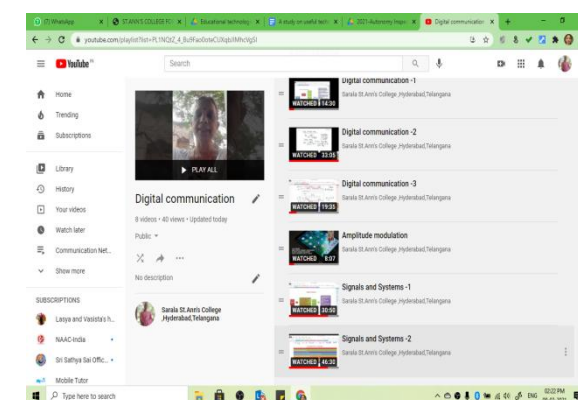 (7) WhatsApp
ST.ANN'S COLLEGE FO
Educational technology
A study on useful tech
2021-Autonomy
Digital communication
youtube.com/playlist?list=
YouTube
Search
Home
Trending
Subscriptions
Library
History
Your videos
Watch later
Communication Net...
Show more
SUBSCRIPTIONS
Lasya and Vasista's h...
NAAC-India
Sri Sathya Sai Offic...
Mobile Tutor
PLAY ALL
Digital communication
8 videos • 40 views • Updated today
Public
No description
Sarala St.Ann's College
,Hyderabad,Telangana
Digital communication -1
Sarala St.Ann's College ,Hyderabad,Telangana
WATCHED 14:30
Digital communication -2
Sarala St.Ann's College ,Hyderabad,Telangana
WATCHED 33:05
Digital communication -3
Sarala St.Ann's College ,Hyderabad,Telangana
WATCHED 19:35
Amplitude modulation
Sarala St.Ann's College ,Hyderabad,Telangana
WATCHED 8:07
Signals and Systems -1
Sarala St.Ann's College ,Hyderabad,Telangana
WATCHED 30:50
Signals and Systems -2
Sarala St.Ann's College ,Hyderabad,Telangana
WATCHED 46:30
Type here to search
ENG
02:22 PM